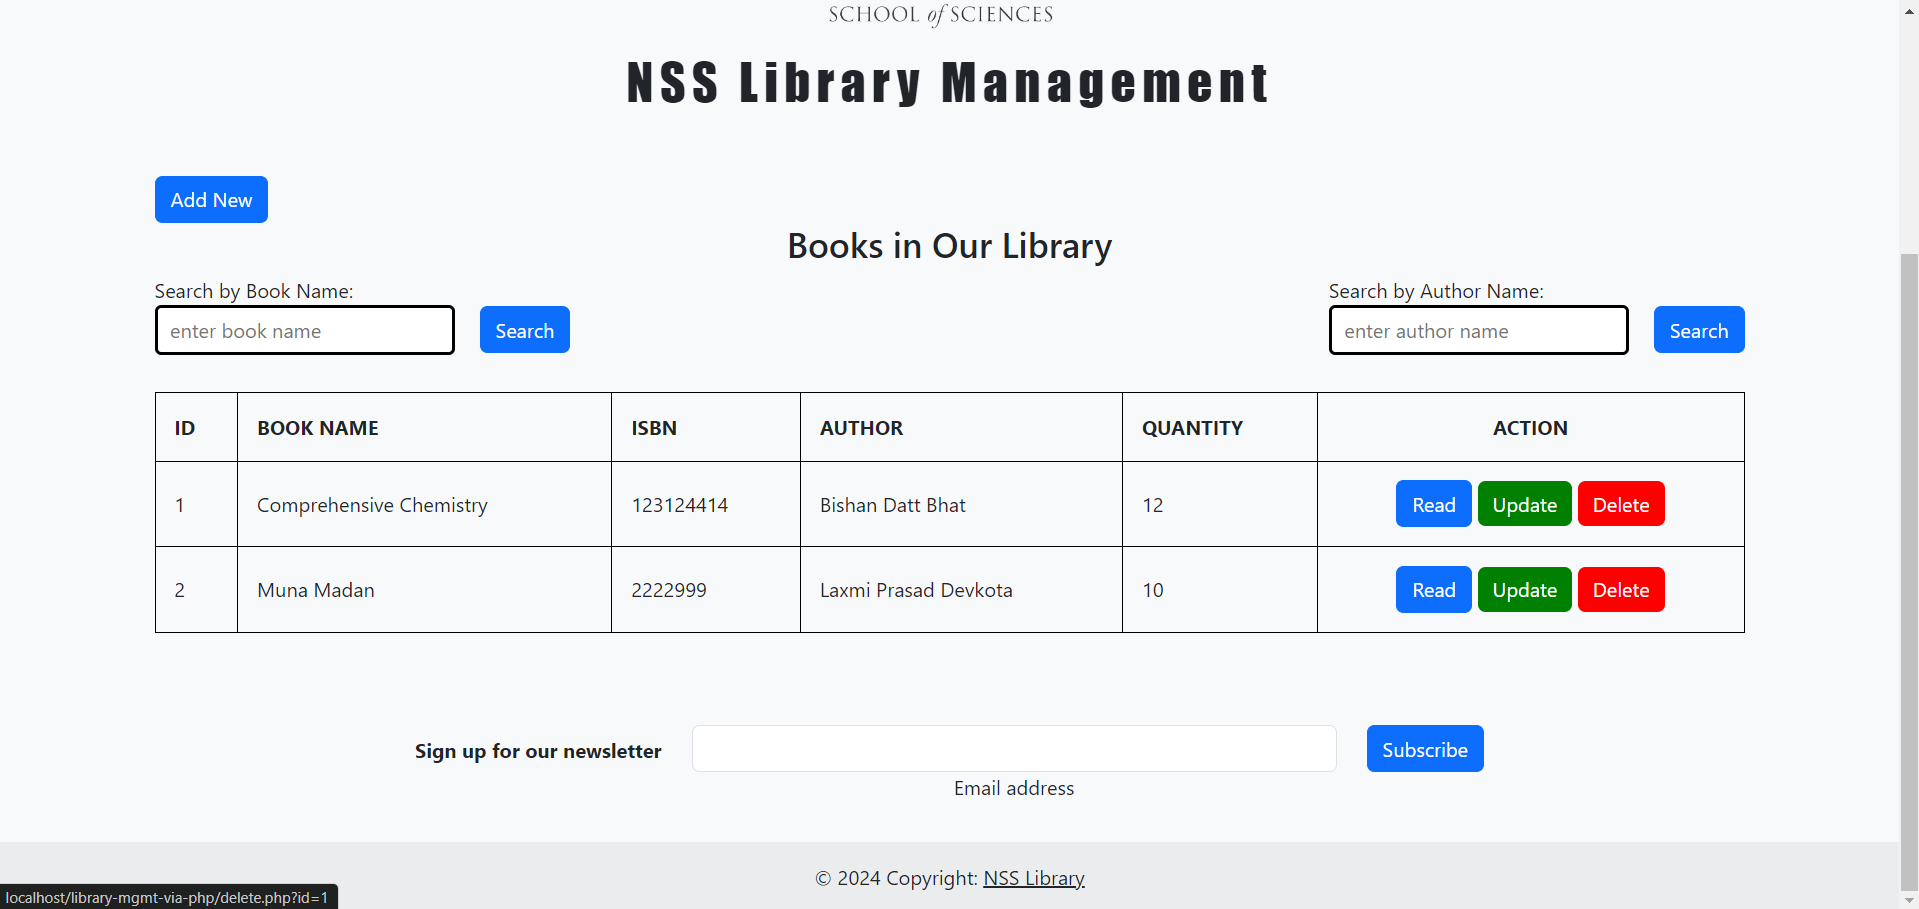 SCHOOL of SCIENCES
NSS Library Management
Add New
Books in Our Library
Search by Book Name:
Search by Author Name:
enter book name
Search
enter author name
Search
ID BOOK NAME ISBN AUTHOR QUANTITY ACTION
1 Comprehensive Chemistry 123124414 Bishan Datt Bhat 12 Read Update Delete
2 Muna Madan 2222999 Laxmi Prasad Devkota 10 Read Update Delete
Sign up for our newsletter
Subscribe
Email address
© 2024 Copyright: NSS Library
localhost/library-mgmt-via-php/delete.php?id=1